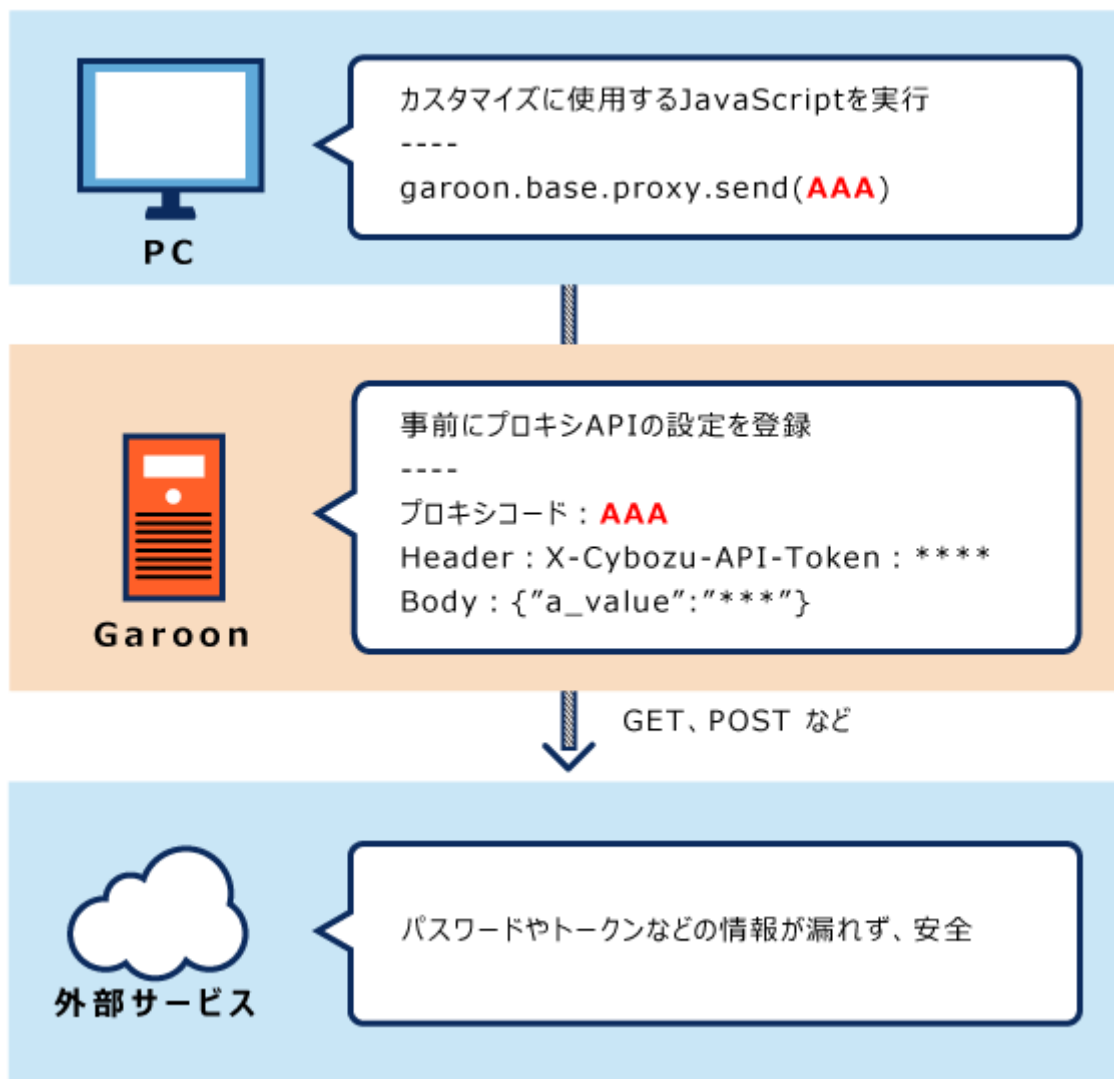 カスタマイズに使用するJavaScriptを実行
----
garoon.base.proxy.send(AAA)
PC
事前にプロキシAPIの設定を登録
----
プロキシコード：AAA
Header：X-Cybozu-API-Token：****
Body：{"a_value":"***"}
Garoon
GET、POST など
パスワードやトークンなどの情報が漏れず、安全
外部サービス